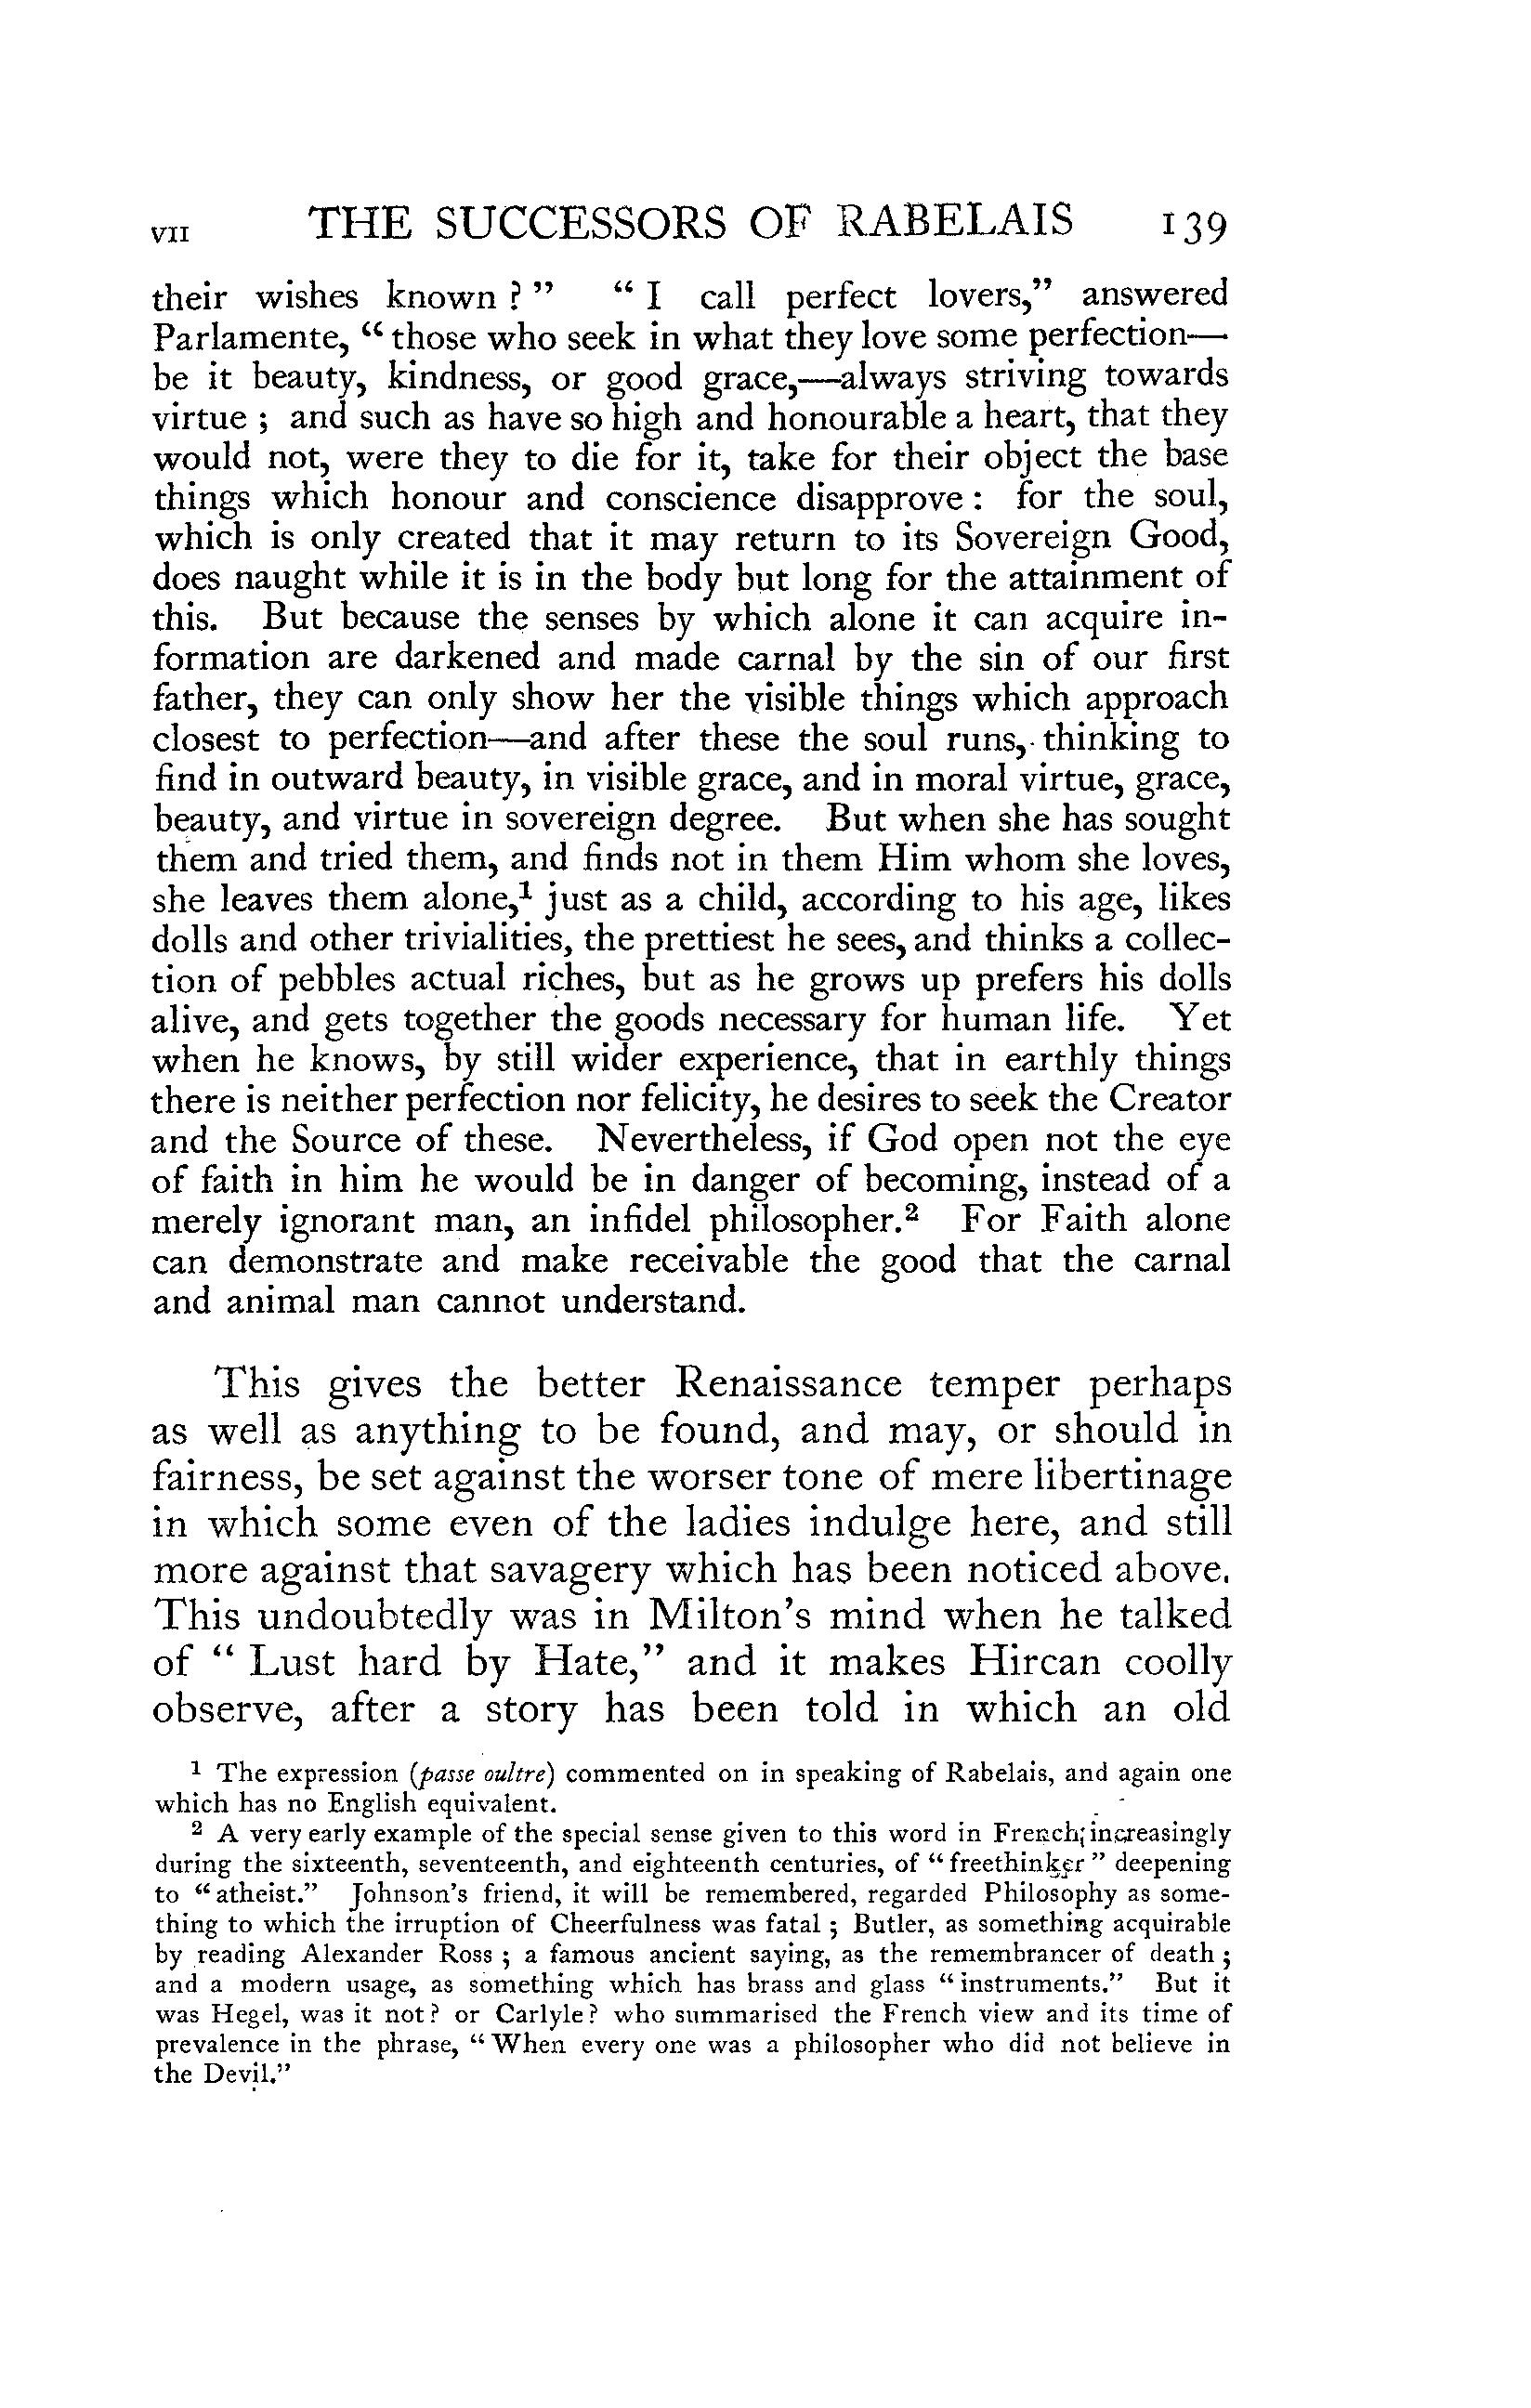 VII THE SUCCESSORS OF RABELAIS 139
their wishes known ? ” “ I call perfect lovers,” answered
Parlamente, “ those who seek in what they love some perfection—
be it beauty, kindness, or good grace,—always striving towards
virtue ; and such as have so high and honourable a heart, that they
would not, were they to die for it, take for their object the base
things which honour and conscience disapprove : for the soul,
which is only created that it may return to its Sovereign Good,
does naught while it is in the body but long for the attainment of
this. But because the senses by which alone it can acquire in-
formation are darkened and made carnal by the sin of our first
father, they can only show her the visible things which approach
closest to perfection—and after these the soul runs, thinking to
find in outward beauty, in visible grace, and in moral virtue, grace,
beauty, and virtue in sovereign degree. But when she has sought
them and tried them, and finds not in them Him whom she loves,
she leaves them alone,¹ just as a child, according to his age, likes
dolls and other trivialities, the prettiest he sees, and thinks a collec-
tion of pebbles actual riches, but as he grows up prefers his dolls
alive, and gets together the goods necessary for human life. Yet
when he knows, by still wider experience, that in earthly things
there is neither perfection nor felicity, he desires to seek the Creator
and the Source of these. Nevertheless, if God open not the eye
of faith in him he would be in danger of becoming, instead of a
merely ignorant man, an infidel philosopher.² For Faith alone
can demonstrate and make receivable the good that the carnal
and animal man cannot understand.
This gives the better Renaissance temper perhaps
as well as anything to be found, and may, or should in
fairness, be set against the worser tone of mere libertinage
in which some even of the ladies indulge here, and still
more against that savagery which has been noticed above.
This undoubtedly was in Milton’s mind when he talked
of “ Lust hard by Hate,” and it makes Hircan coolly
observe, after a story has been told in which an old
¹ The expression (passe oultre) commented on in speaking of Rabelais, and again one
which has no English equivalent.
² A very early example of the special sense given to this word in French; increasingly
during the sixteenth, seventeenth, and eighteenth centuries, of “ freethinker ” deepening
to “ atheist.” Johnson’s friend, it will be remembered, regarded Philosophy as some-
thing to which the irruption of Cheerfulness was fatal ; Butler, as something acquirable
by reading Alexander Ross ; a famous ancient saying, as the remembrancer of death ;
and a modern usage, as something which has brass and glass “ instruments.” But it
was Hegel, was it not ? or Carlyle ? who summarised the French view and its time of
prevalence in the phrase, “ When every one was a philosopher who did not believe in
the Devil.”